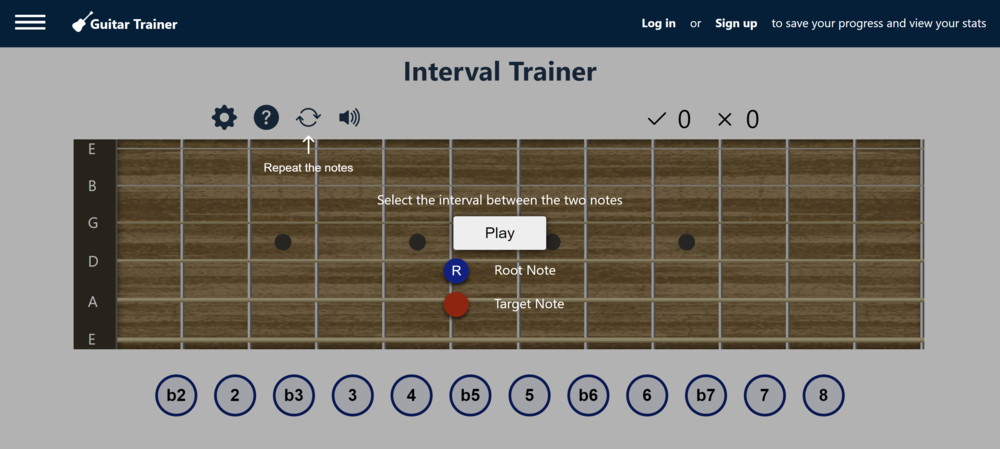 Guitar Trainer
Log in or Sign up to save your progress and view your stats
Interval Trainer
? 0 0
Repeat the notes
E
B
G
D
A
E
Select the interval between the two notes
Play
R Root Note
Target Note
b2 2 b3 3 4 b5 5 b6 6 b7 7 8